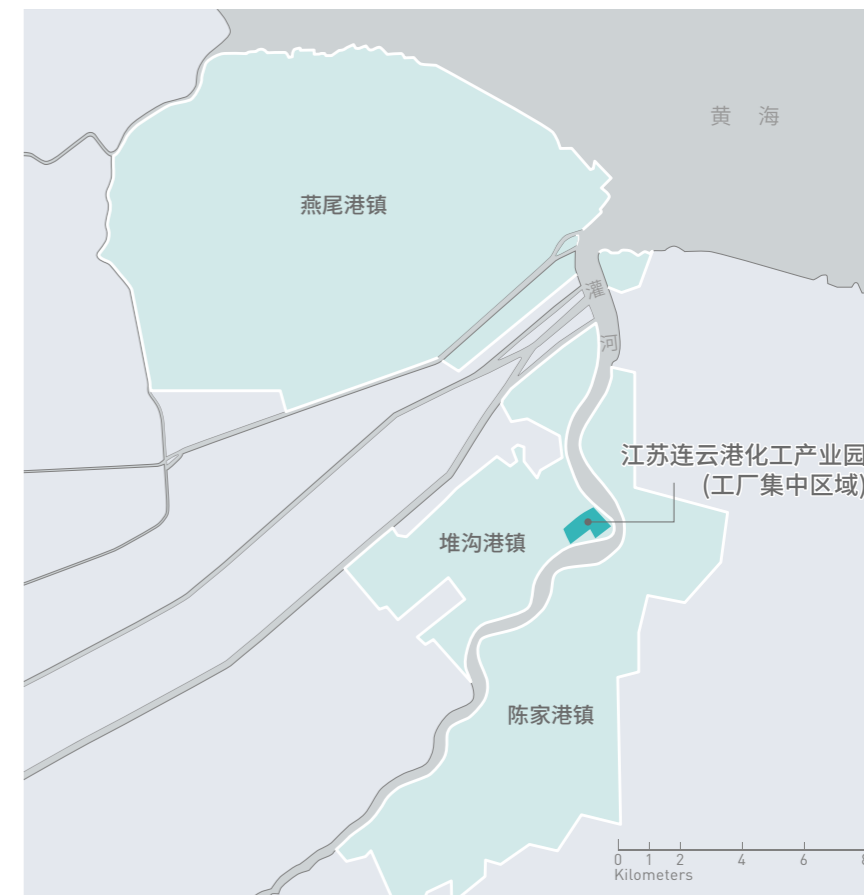 黄 海
燕尾港镇
灌
河
江苏连云港化工产业园
(工厂集中区域)
堆沟港镇
陈家港镇
0 1 2 4 6 8
Kilometers